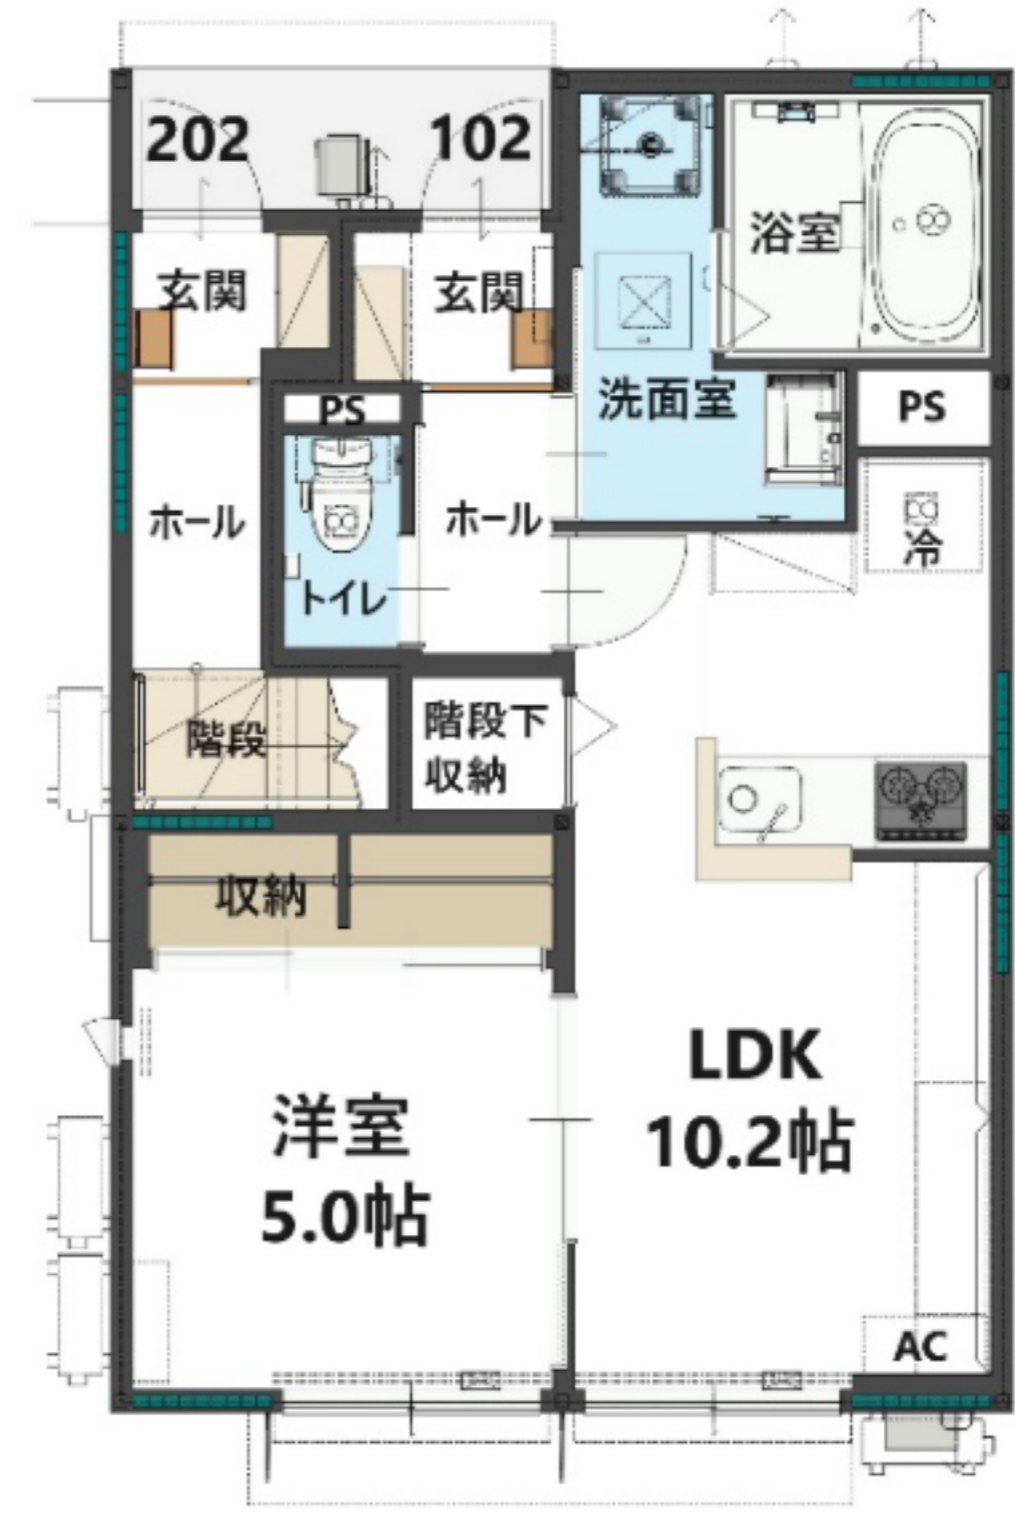 202
102
浴室
玄関
玄関
洗面室
PS
PS
ホール
ホール
冷
トイレ
階段
階段下
収納
収納
LDK
10.2帖
洋室
5.0帖
AC